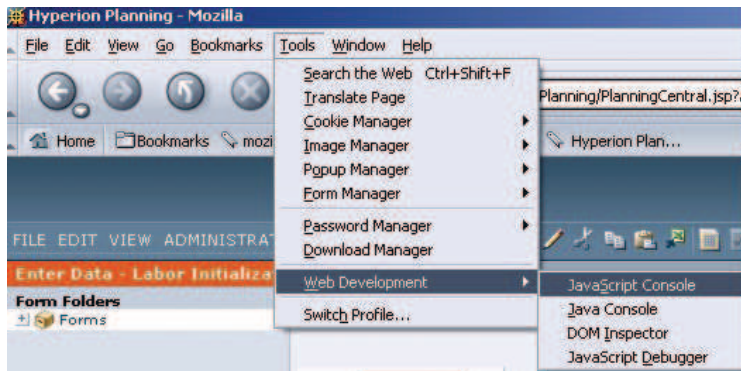 Hyperion Planning - Mozilla
File Edit View Go Bookmarks Tools Window Help
Search the Web Ctrl+Shift+F
Translate Page
Cookie Manager
Image Manager
Popup Manager
Form Manager
Password Manager
Download Manager
Web Development
Switch Profile...
JavaScript Console
Java Console
DOM Inspector
JavaScript Debugger
Planning/PlanningCentral.jsp?
Home Bookmarks mozi
Hyperion Plan...
FILE EDIT VIEW ADMINISTRA
Enter Data - Labor Initializa
Form Folders
Forms